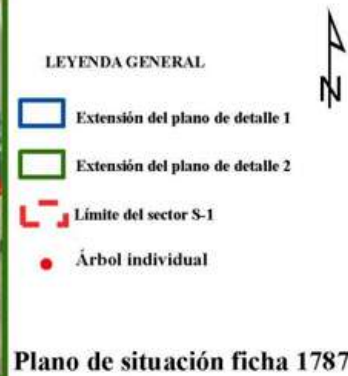 LEYENDA GENERAL
N
Extensión del plano de detalle 1
Extensión del plano de detalle 2
Límite del sector S-1
Árbol individual
Plano de situación ficha 1787